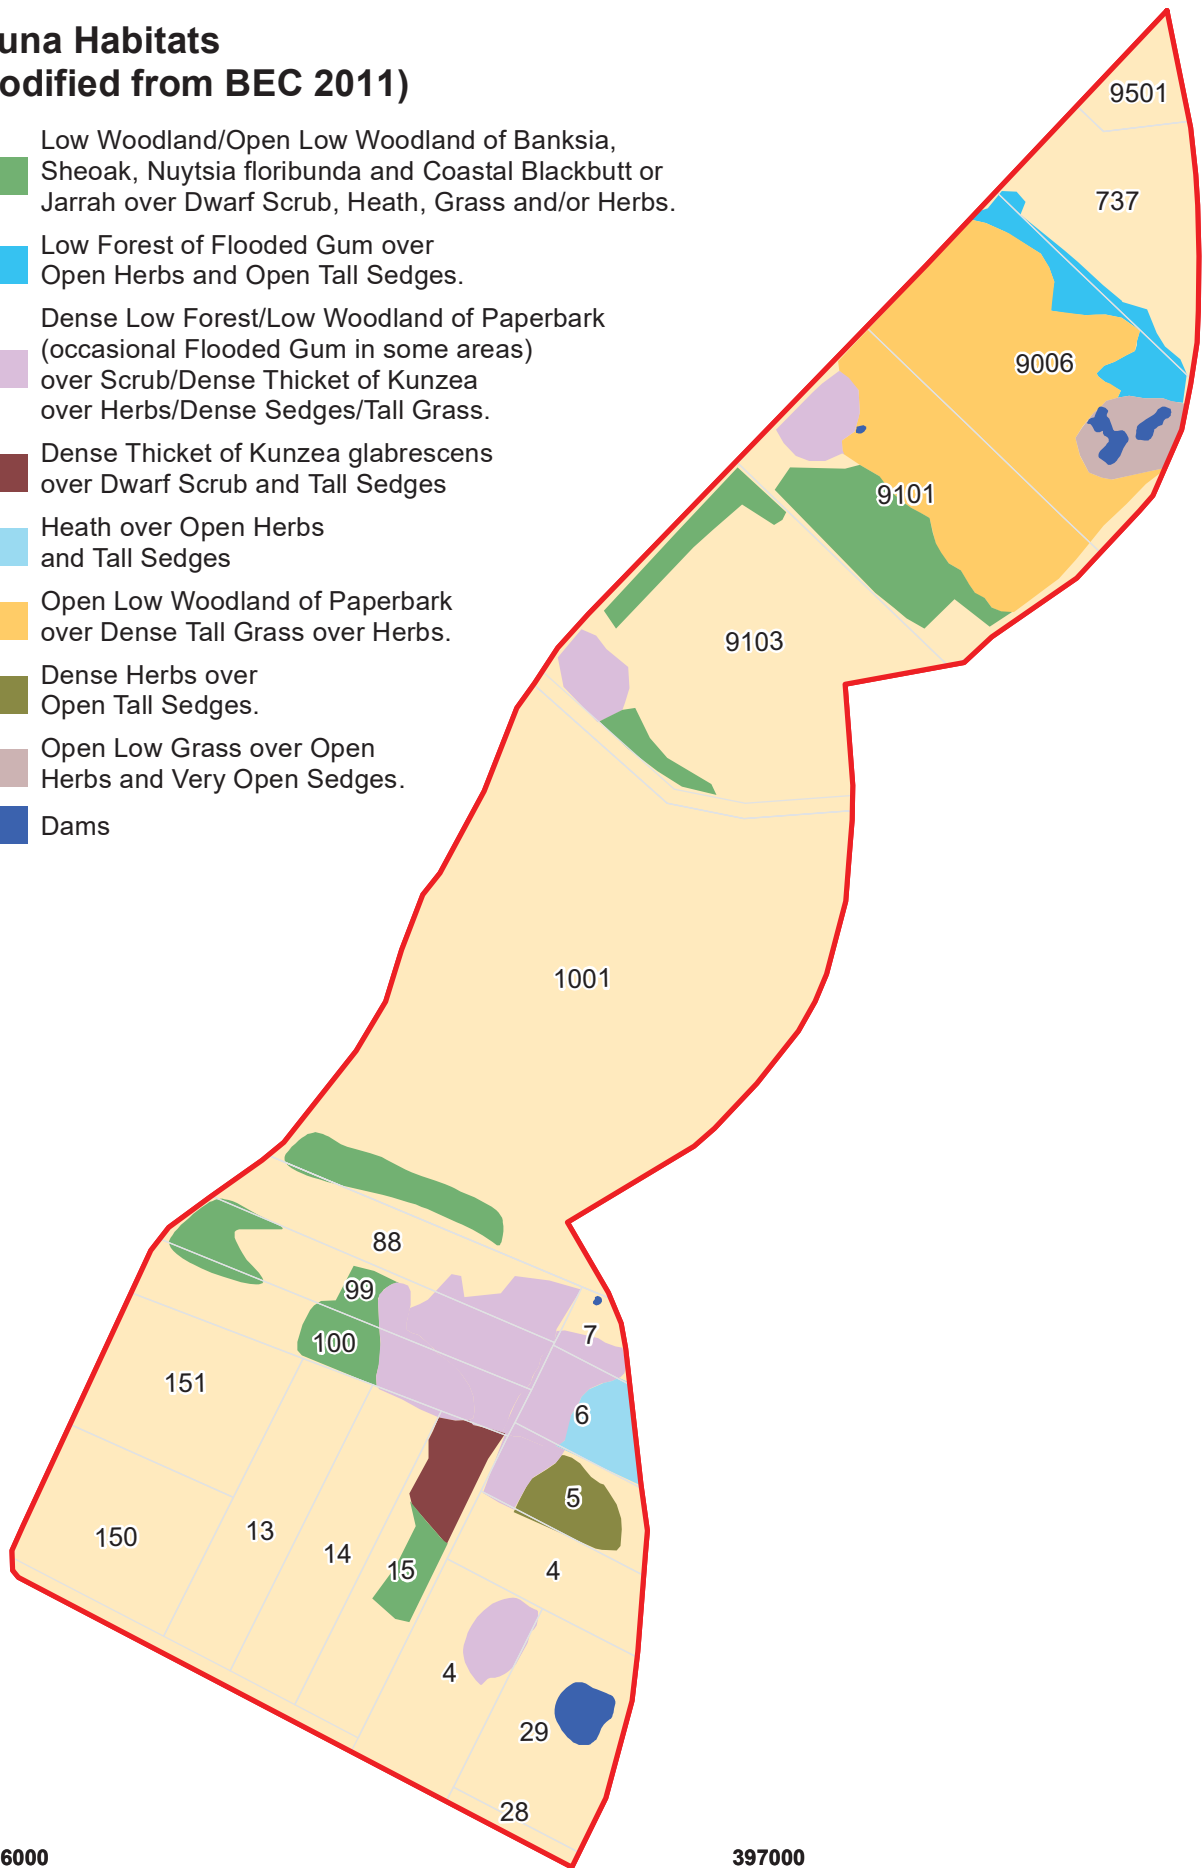 una Habitats
odified from BEC 2011)
Low Woodland/Open Low Woodland of Banksia,
Sheoak, Nuytsia floribunda and Coastal Blackbutt or
Jarrah over Dwarf Scrub, Heath, Grass and/or Herbs.
Low Forest of Flooded Gum over
Open Herbs and Open Tall Sedges.
Dense Low Forest/Low Woodland of Paperbark
(occasional Flooded Gum in some areas)
over Scrub/Dense Thicket of Kunzea
over Herbs/Dense Sedges/Tall Grass.
Dense Thicket of Kunzea glabrescens
over Dwarf Scrub and Tall Sedges
Heath over Open Herbs
and Tall Sedges
Open Low Woodland of Paperbark
over Dense Tall Grass over Herbs.
Dense Herbs over
Open Tall Sedges.
Open Low Grass over Open
Herbs and Very Open Sedges.
Dams
9501
737
9006
9101
9103
1001
88
99
7
100
151
6
5
13
150
14
15
4
4
29
28
6000
397000